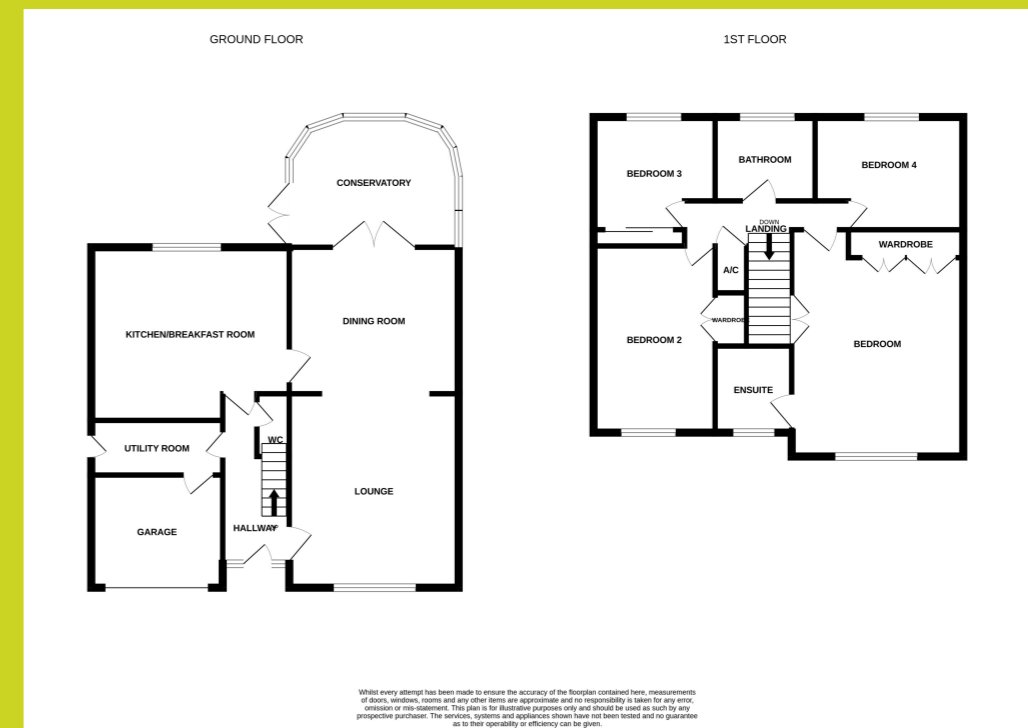 GROUND FLOOR
1ST FLOOR
CONSERVATORY
KITCHEN/BREAKFAST ROOM
DINING ROOM
WC
UTILITY ROOM
LOUNGE
GARAGE
HALLWAY
BEDROOM 3
BATHROOM
BEDROOM 4
DOWN
LANDING
WARDROBE
A/C
WARDROBE
BEDROOM 2
BEDROOM
ENSUITE
Whilst every attempt has been made to ensure the accuracy of the floorplan contained here, measurements
of doors, windows, rooms and any other items are approximate and no responsibility is taken for any error,
omission or mis-statement. This plan is for illustrative purposes only and should be used as such by any
prospective purchaser. The services, systems and appliances shown have not been tested and no guarantee
as to their operability or efficiency can be given.